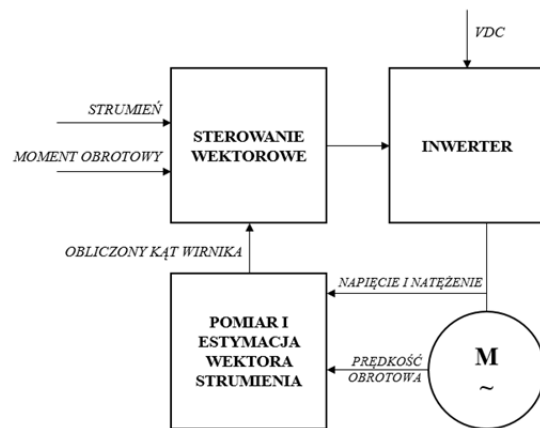 VDC
STRUMIEŃ
MOMENT OBROTOWY
STEROWANIE
WEKTOROWE
INWERTER
OBLICZONY KĄT WIRNIKA
NAPIĘCIE I NATĘŻENIE
POMIAR I
ESTYMACJA
WEKTORA
STRUMIENIA
PRĘDKOŚĆ
OBROTOWA
M
~